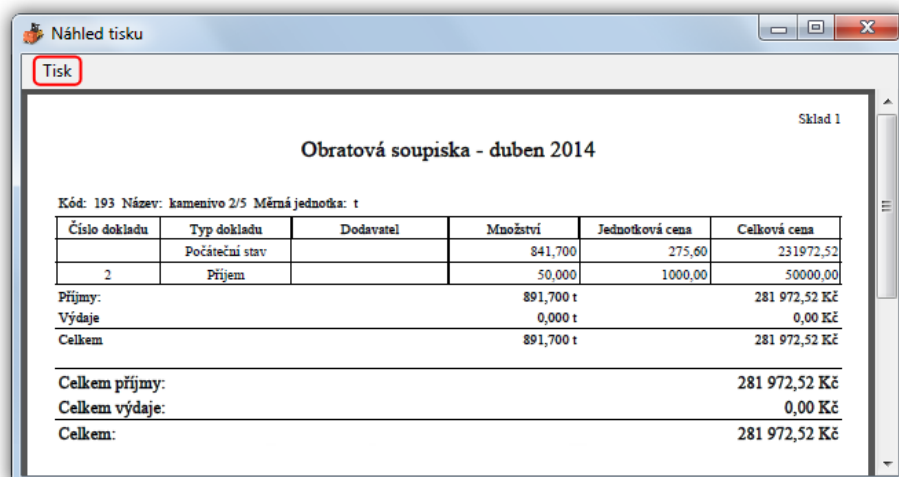 Náhled tisku
Tisk
Sklad 1
Obratová soupiska - duben 2014
Kód: 193 Název: kamenivo 2/5 Měrná jednotka: t
Číslo dokladu Typ dokladu Dodavatel Množství Jednotková cena Celková cena
Počáteční stav 841,700 275,60 231972,52
2 Příjem 50,000 1000,00 50000,00
Příjmy: 891,700 t 281 972,52 Kč
Výdaje 0,000 t 0,00 Kč
Celkem 891,700 t 281 972,52 Kč
Celkem příjmy: 281 972,52 Kč
Celkem výdaje: 0,00 Kč
Celkem: 281 972,52 Kč